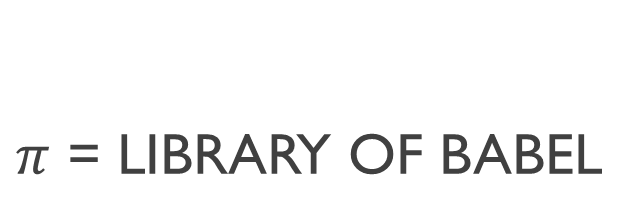 π = LIBRARY OF BABEL